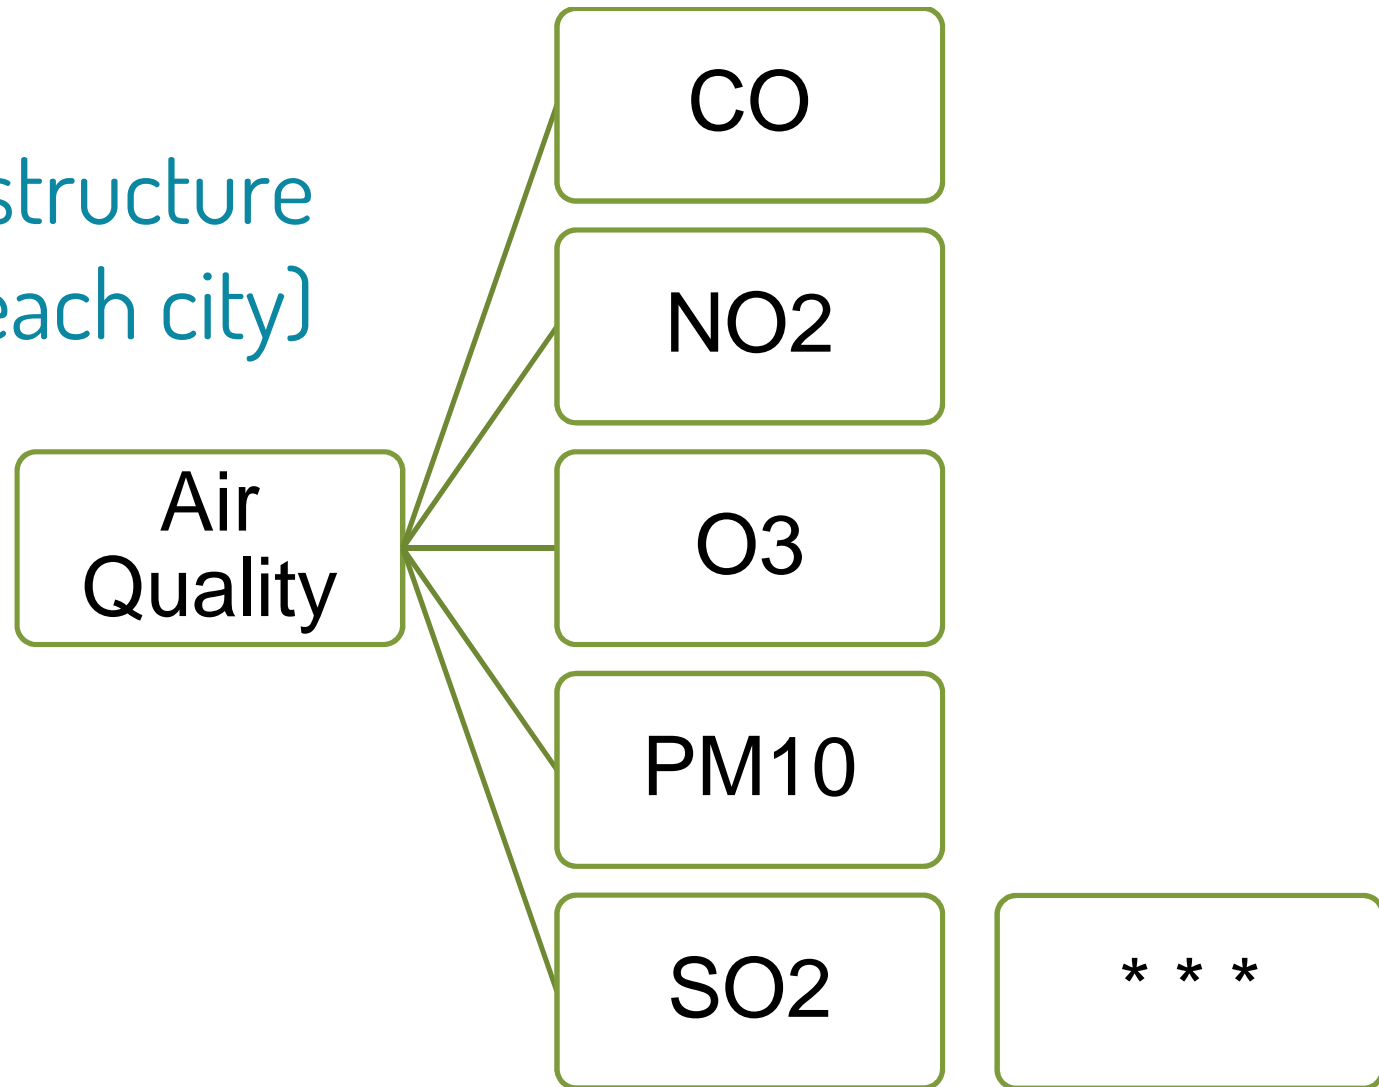 structure
each city)
CO
NO2
Air
Quality
O3
PM10
SO2
* * *